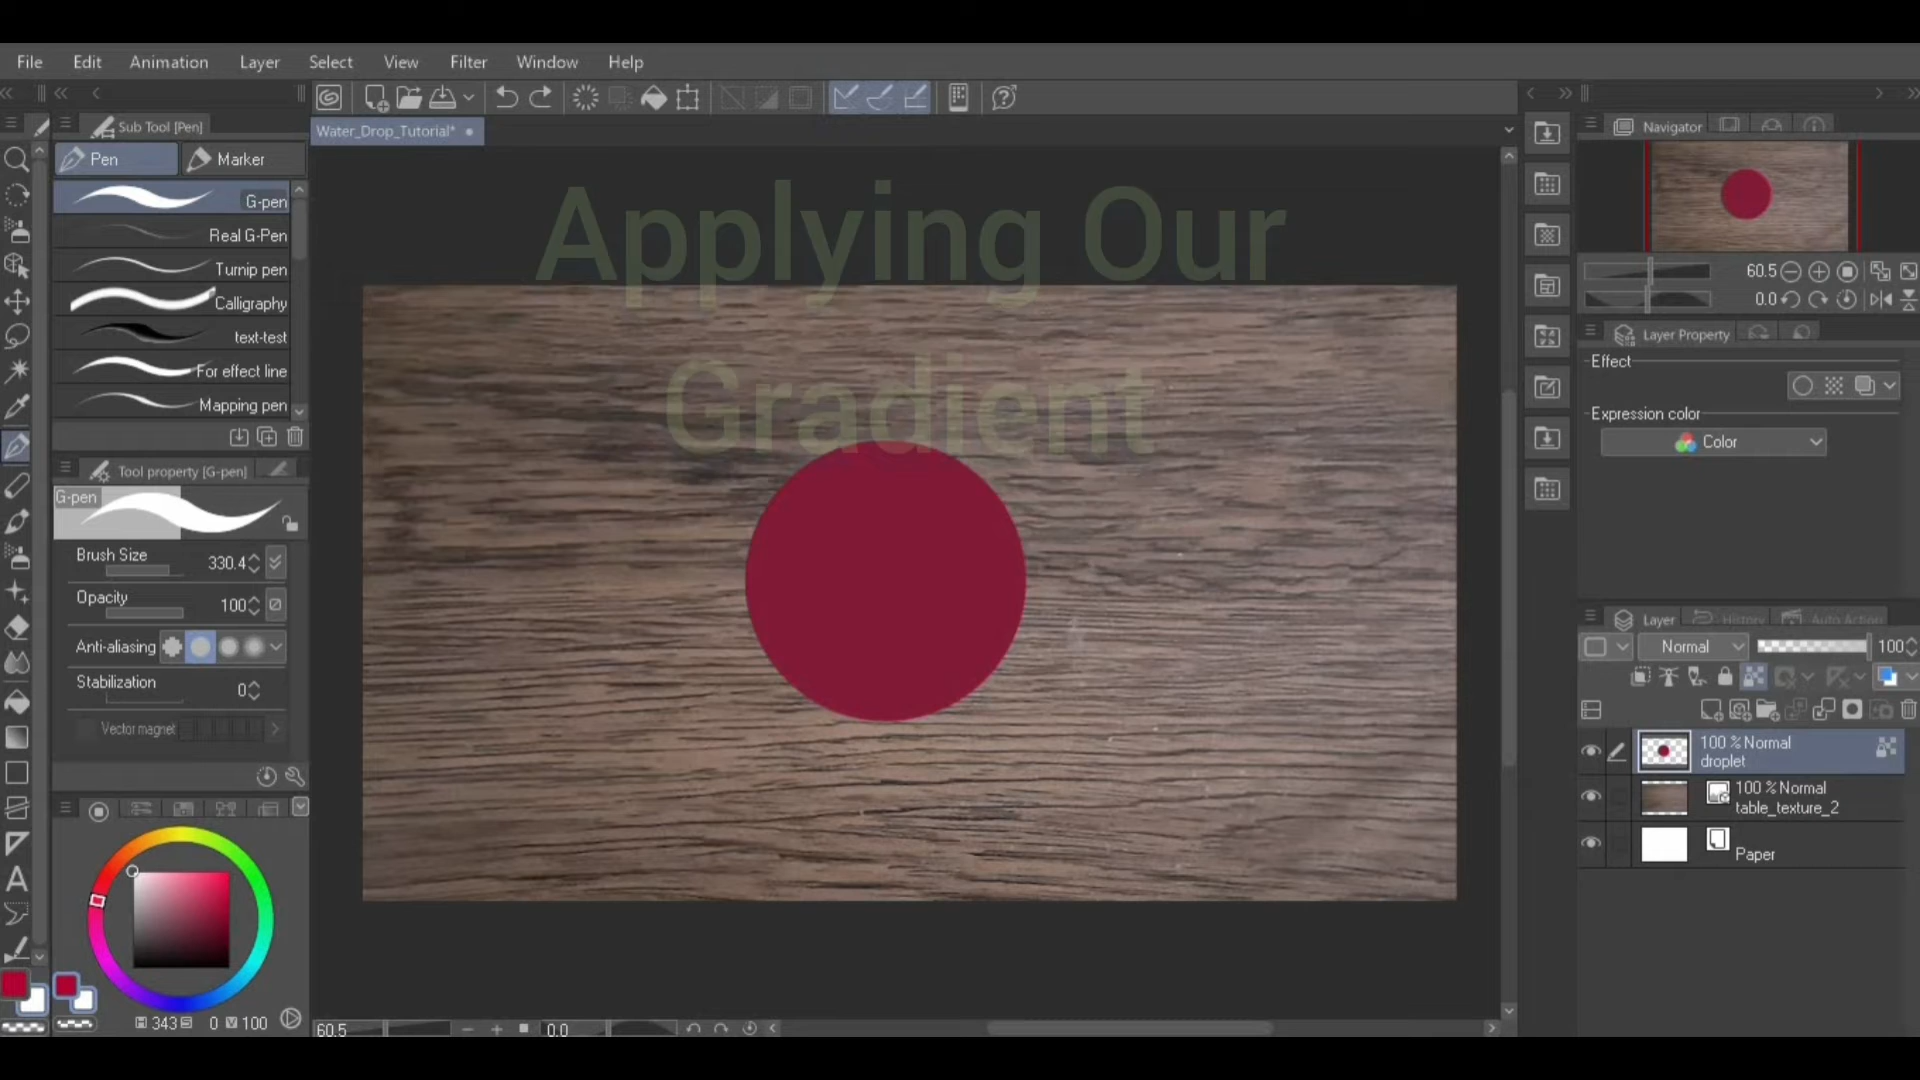 File Edit Animation Layer Select View Filter Window Help
Sub Tool [Pen]
Water_Drop_Tutorial*
Navigator
Pen Marker
G-pen
Real G-Pen
Turnip pen
Calligraphy
text-test
For effect line
Mapping pen
Tool property [G-pen]
G-pen
Brush Size 330.4
Opacity 100
Anti-aliasing
Stabilization 0
Vector magnet
343 0 100
Applying Our
Gradient
60.5 0.0
60.5
0.0
Layer Property
Effect
Expression color
Color
Layer History Auto Action
Normal 100
100 % Normal
droplet
100 % Normal
table_texture_2
Paper